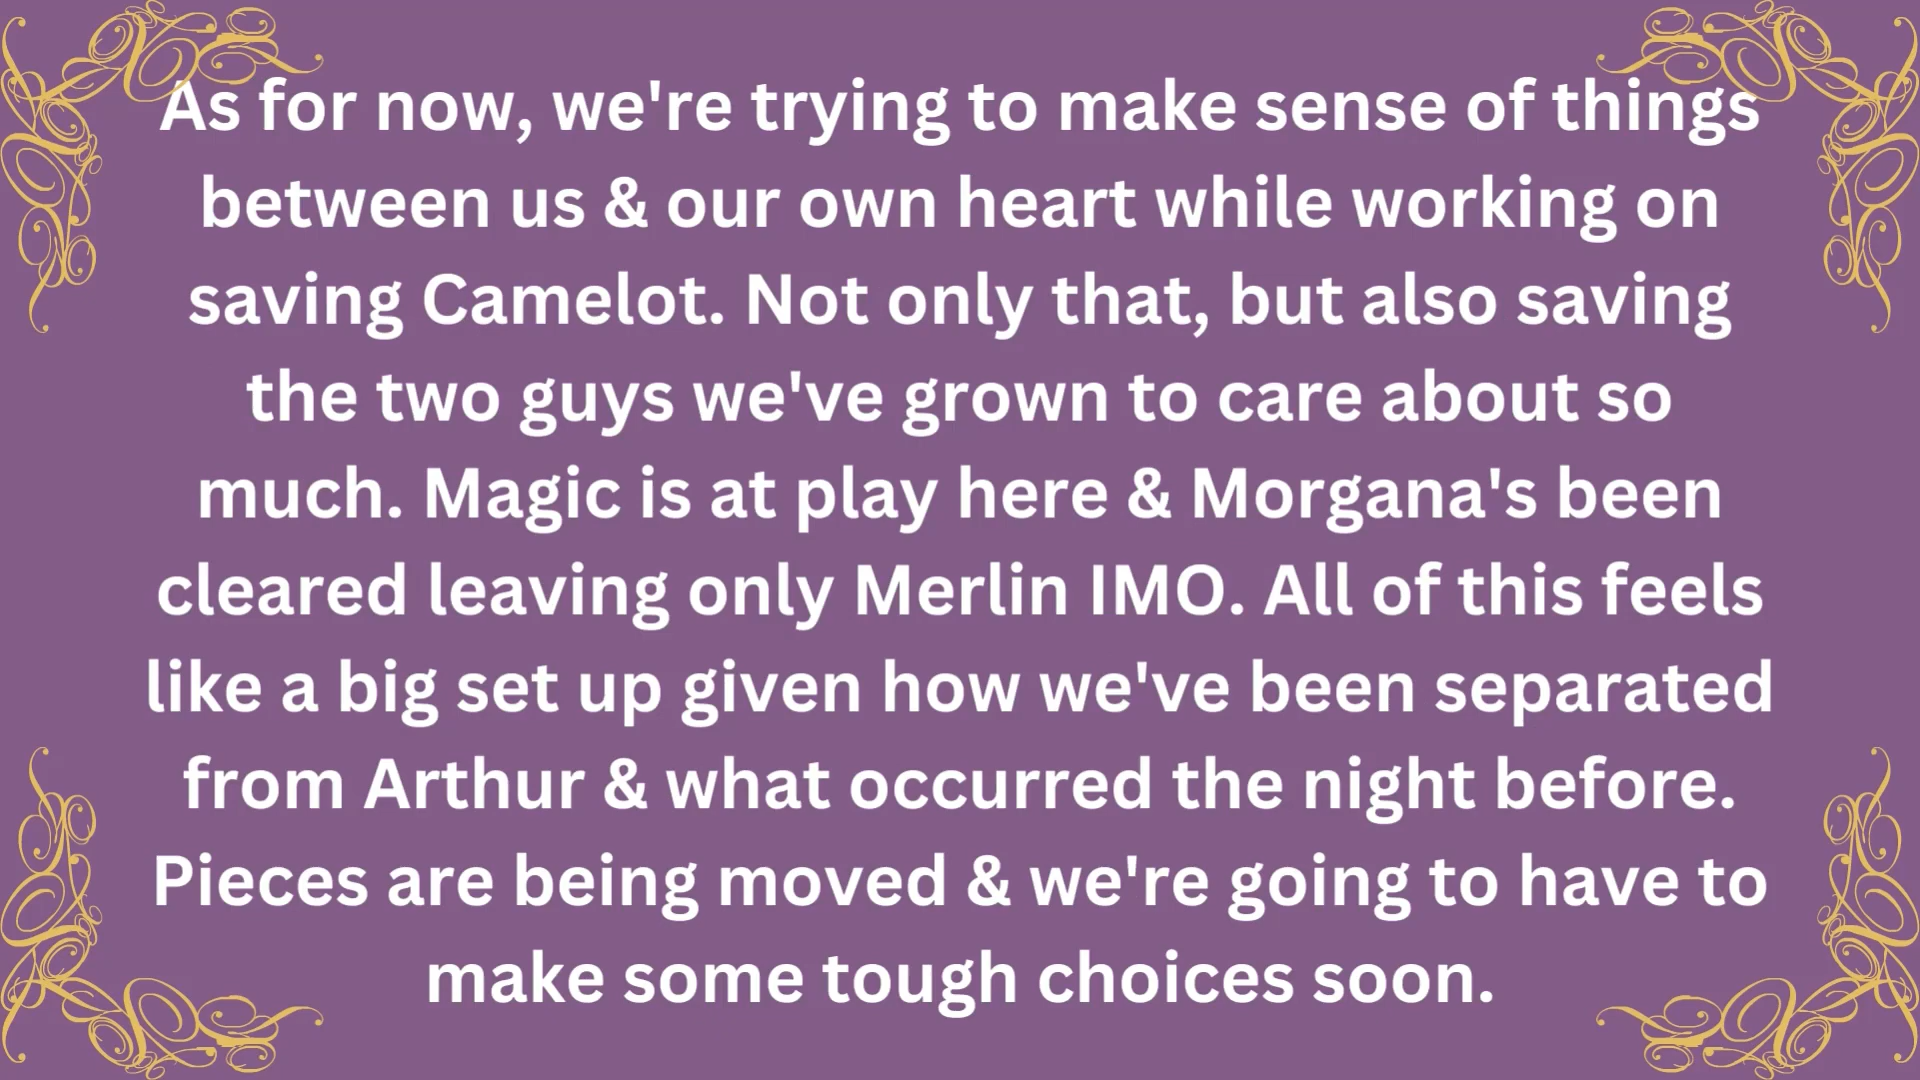 As for now, we're trying to make sense of things
between us & our own heart while working on
saving Camelot. Not only that, but also saving
the two guys we've grown to care about so
much. Magic is at play here & Morgana's been
cleared leaving only Merlin IMO. All of this feels
like a big set up given how we've been separated
from Arthur & what occurred the night before.
Pieces are being moved & we're going to have to
make some tough choices soon.